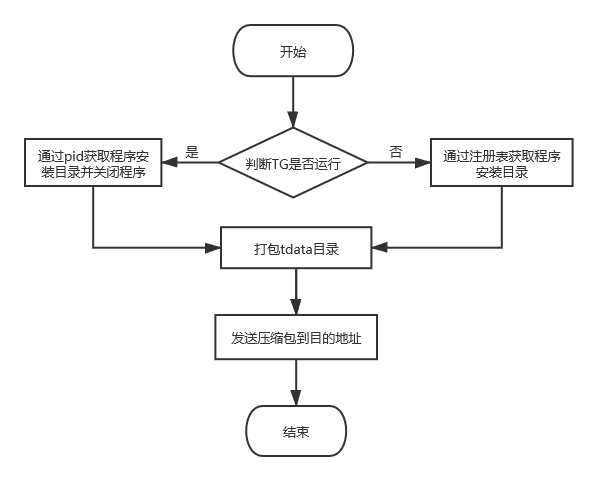 开始
判断TG是否运行
是
否
通过pid获取程序安
装目录并关闭程序
通过注册表获取程序
安装目录
打包tdata目录
发送压缩包到目的地址
结束